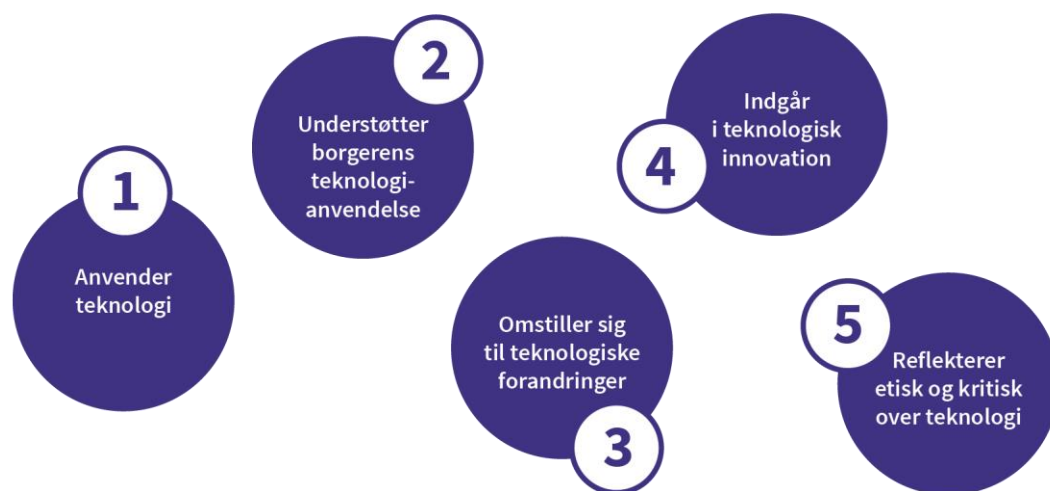 1
Anvender
teknologi
2
Understøtter
borgerens
teknologi-
anvendelse
3
Omstiller sig
til teknologiske
forandringer
4
Indgår
i teknologisk
innovation
5
Reflekterer
etisk og kritisk
over teknologi